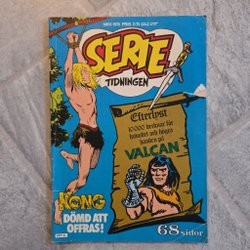 SERIE
TIDNINGEN
Efterlyst
10.000 kronor för
huvudet och högra
handen på
VALCAN
KONG
DÖMD ATT
OFFRAS!
68 sidor